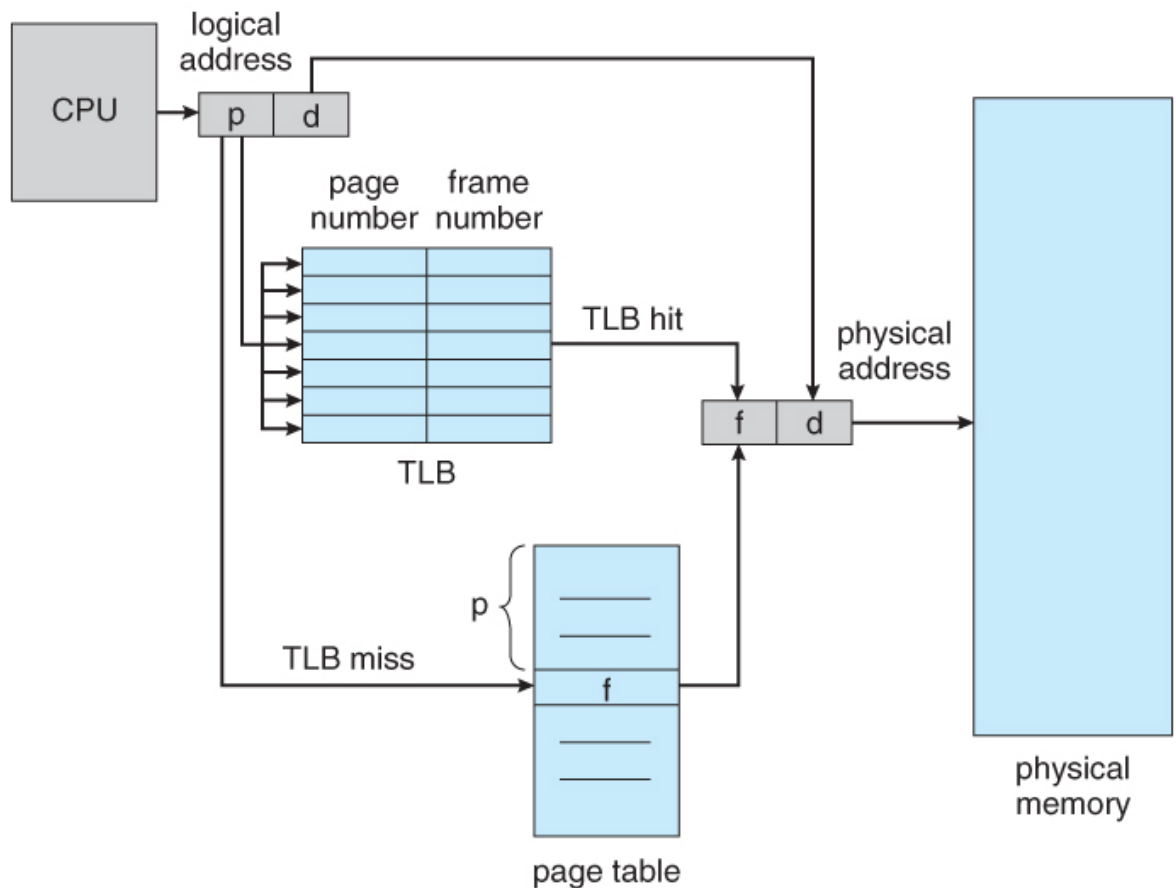 logical
address
CPU
p
d
page
number
frame
number
TLB hit
TLB
physical
address
f
d
p
TLB miss
f
page table
physical
memory